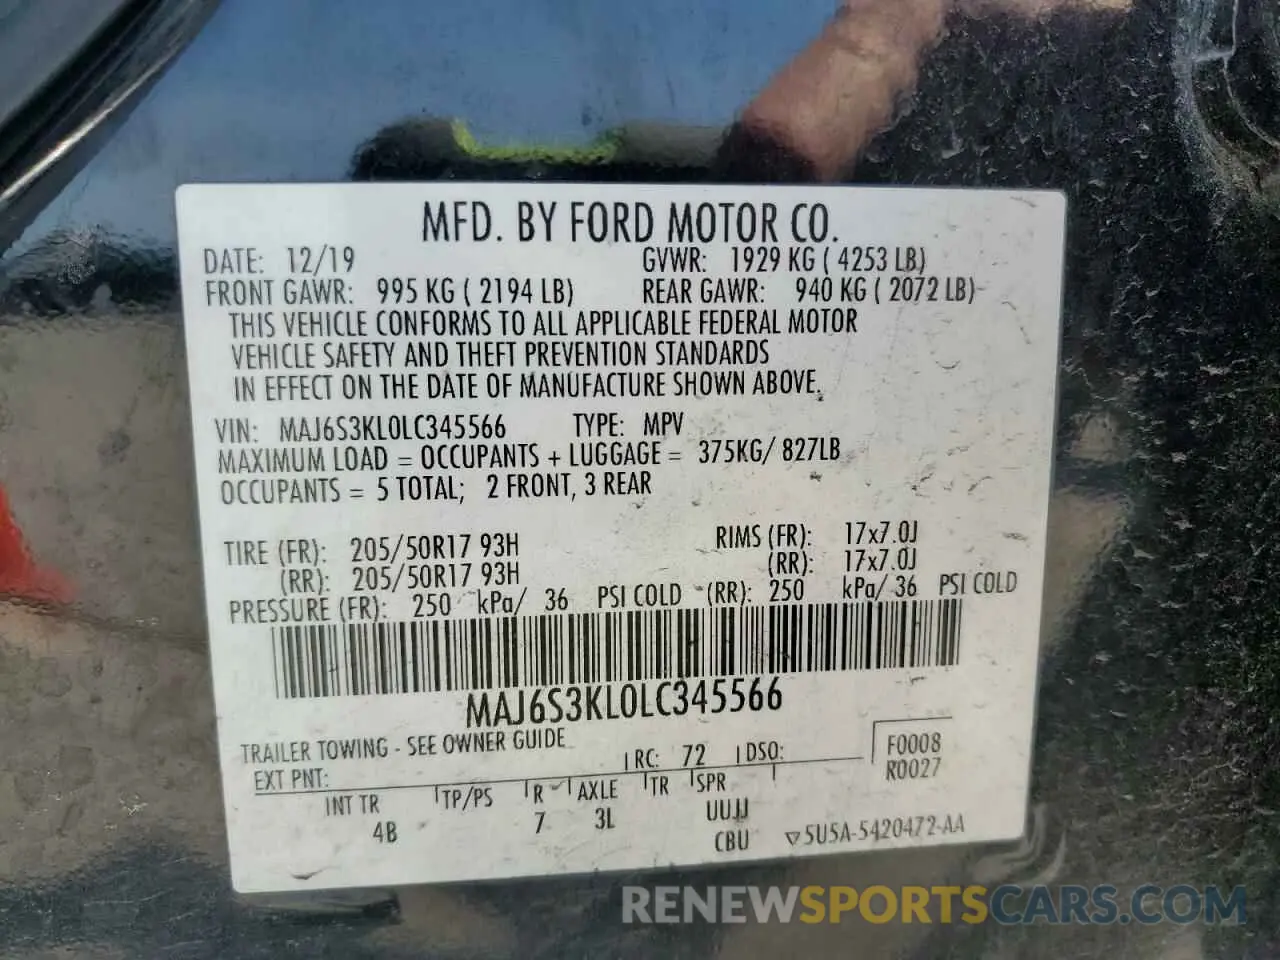 MFD. BY FORD MOTOR CO.
DATE: 12/19 GVWR: 1929 KG ( 4253 LB)
FRONT GAWR: 995 KG ( 2194 LB) REAR GAWR: 940 KG ( 2072 LB)
THIS VEHICLE CONFORMS TO ALL APPLICABLE FEDERAL MOTOR
VEHICLE SAFETY AND THEFT PREVENTION STANDARDS
IN EFFECT ON THE DATE OF MANUFACTURE SHOWN ABOVE.
VIN: MAJ6S3KL0LC345566 TYPE: MPV
MAXIMUM LOAD = OCCUPANTS + LUGGAGE = 375KG/ 827LB
OCCUPANTS = 5 TOTAL; 2 FRONT, 3 REAR
TIRE (FR): 205/50R17 93H RIMS (FR): 17x7.0J
(RR): 205/50R17 93H (RR): 17x7.0J
PRESSURE (FR): 250 kPa/ 36 PSI COLD (RR): 250 kPa/ 36 PSI COLD
MAJ6S3KL0LC345566
TRAILER TOWING - SEE OWNER GUIDE
EXT PNT: RC: 72 DSO: F0008
R0027
INT TR TP/PS R AXLE TR SPR
4B 7 3L UUJJ
CBU 5U5A-5420472-AA
RENEWSPORTSCARS.COM